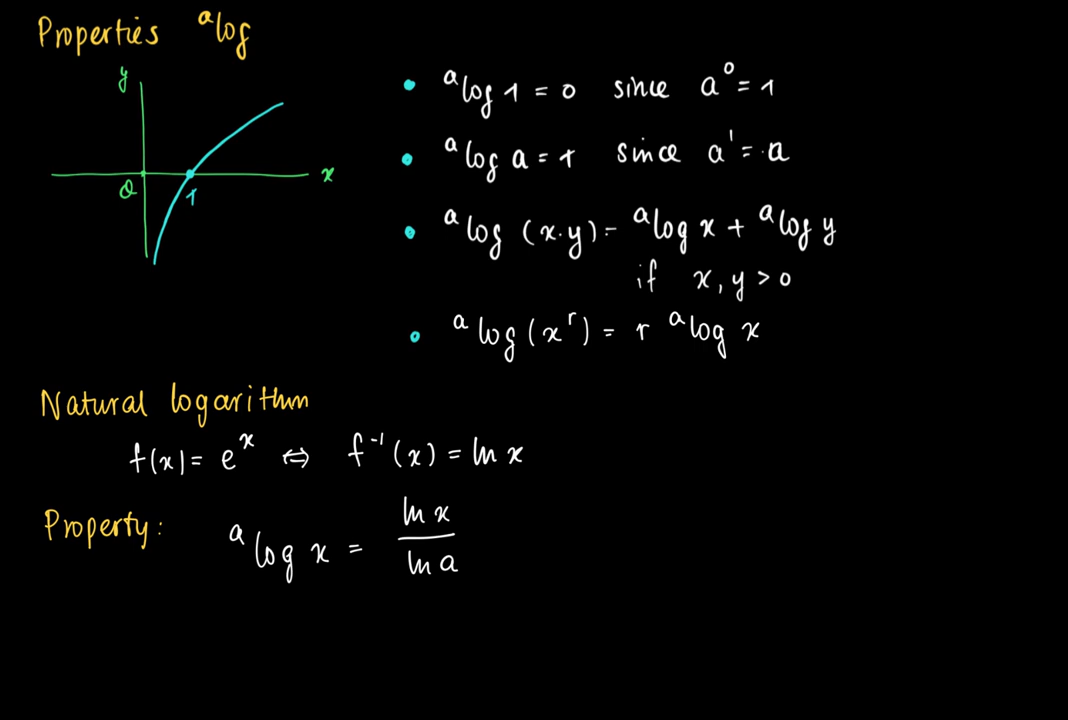 Properties ᵃlog
y
x
0
1
• ᵃlog 1 = 0 since a⁰ = 1
• ᵃlog a = 1 since a¹ = a
• ᵃlog (x·y) = ᵃlog x + ᵃlog y
if x, y > 0
• ᵃlog(xʳ) = r ᵃlog x
Natural logarithm
f(x) = eˣ ⇔ f⁻¹(x) = ln x
Property: ᵃlog x = ln x / ln a